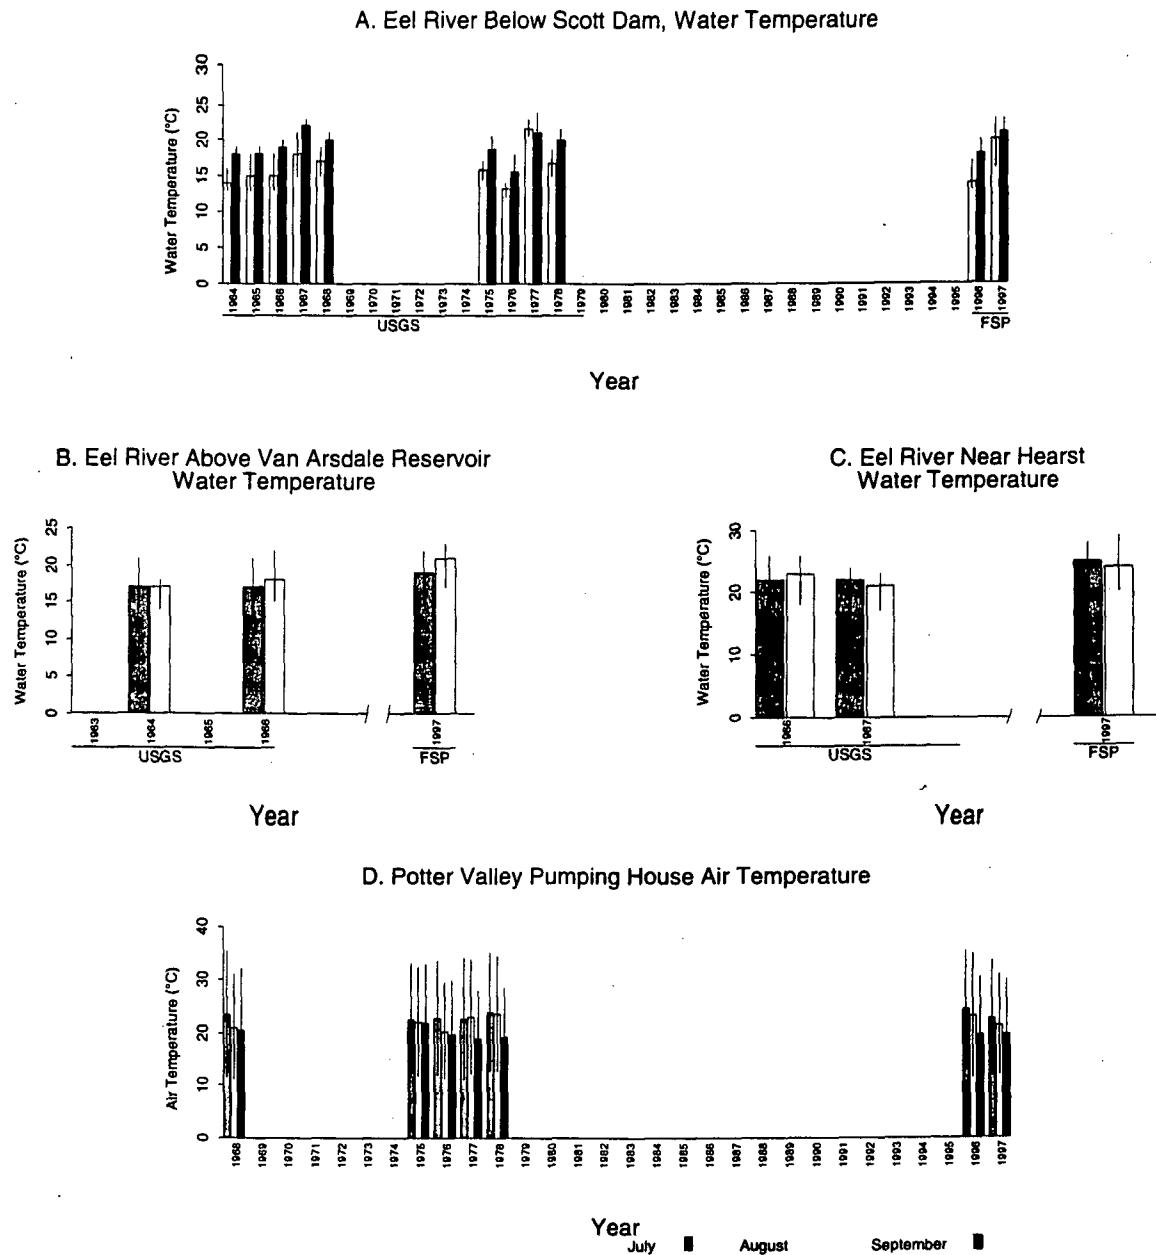 A. Eel River Below Scott Dam, Water Temperature
Water Temperature (°C)
30
25
20
15
10
5
0
1964 1965 1966 1967 1968 1969 1970 1971 1972 1973 1974 1975 1976 1977 1978 1979 1980 1981 1982 1983 1984 1985 1986 1987 1988 1989 1990 1991 1992 1993 1994 1995 1996 1997
USGS FSP
Year
B. Eel River Above Van Arsdale Reservoir
Water Temperature
Water Temperature (°C)
25
20
15
10
5
0
1963 1964 1965 1966 1997
USGS FSP
Year
C. Eel River Near Hearst
Water Temperature
Water Temperature (°C)
30
20
10
0
1966 1967 1997
USGS FSP
Year
D. Potter Valley Pumping House Air Temperature
Air Temperature (°C)
40
30
20
10
0
1968 1969 1970 1971 1972 1973 1974 1975 1976 1977 1978 1979 1980 1981 1982 1983 1984 1985 1986 1987 1988 1989 1990 1991 1992 1993 1994 1995 1996 1997
Year
July August September